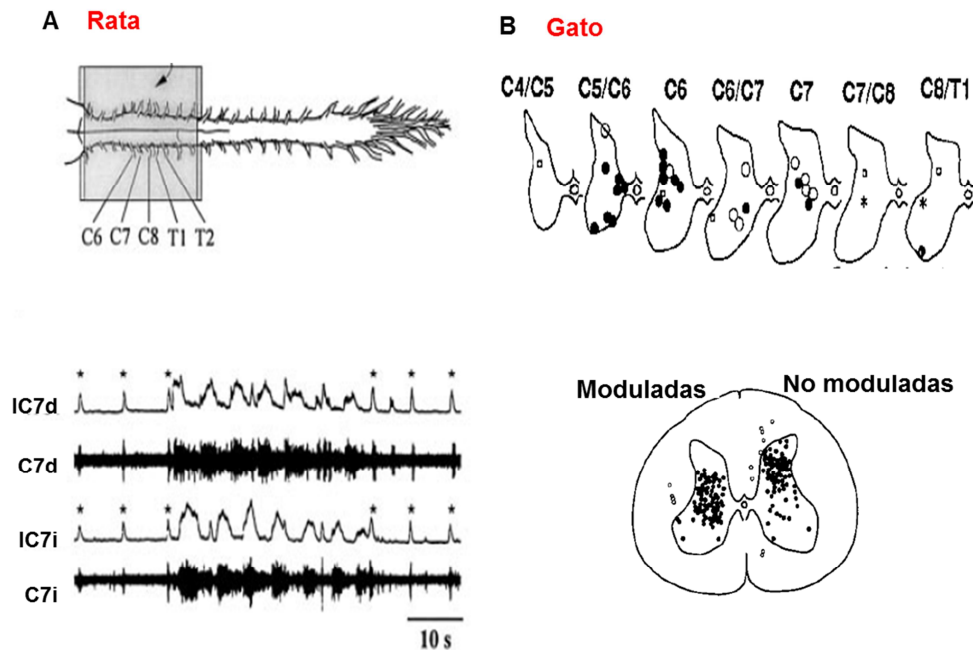 A Rata
C6 C7 C8 T1 T2
IC7d
C7d
IC7i
C7i
10 s
B Gato
C4/C5 C5/C6 C6 C6/C7 C7 C7/C8 C8/T1
Moduladas
No moduladas